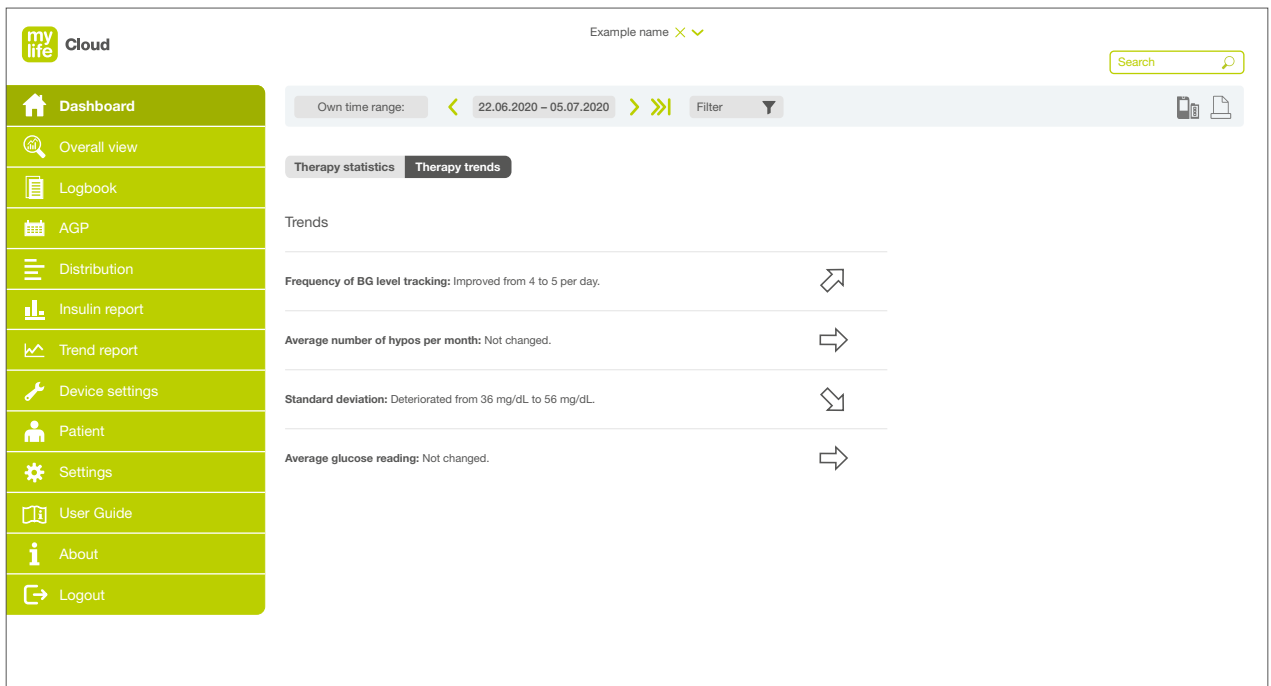 my
life
Cloud
Example name
Search
Dashboard
Overall view
Logbook
AGP
Distribution
Insulin report
Trend report
Device settings
Patient
Settings
User Guide
About
Logout
Own time range:
22.06.2020 – 05.07.2020
Filter
Therapy statistics
Therapy trends
Trends
Frequency of BG level tracking: Improved from 4 to 5 per day.
Average number of hypos per month: Not changed.
Standard deviation: Deteriorated from 36 mg/dL to 56 mg/dL.
Average glucose reading: Not changed.